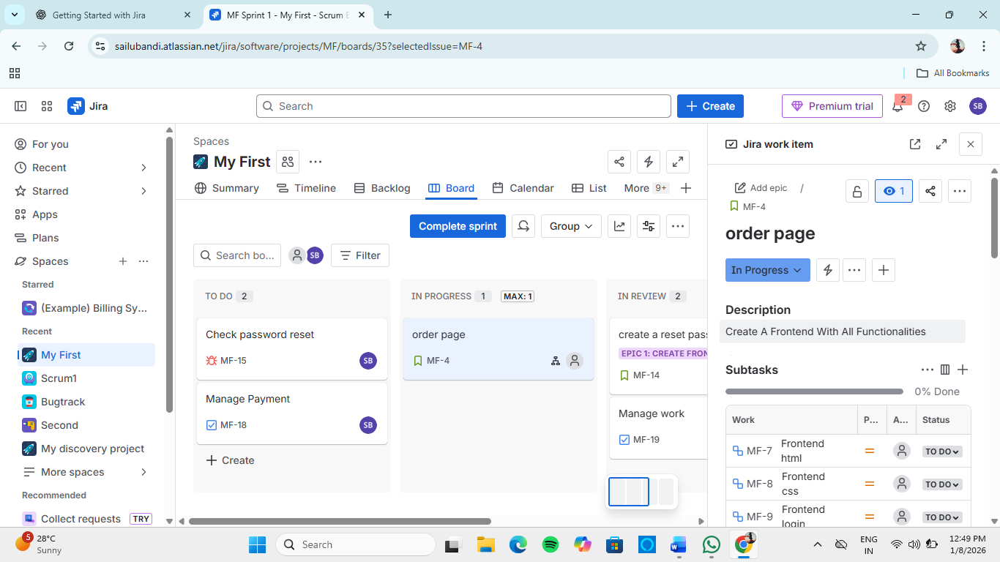 Getting Started with Jira
MF Sprint 1 - My First - Scrum B
sailubandi.atlassian.net/jira/software/projects/MF/boards/35?selectedIssue=MF-4
All Bookmarks
Jira
Search
Create
Premium trial
2
SB
For you
Recent
Starred
Apps
Plans
Spaces
Starred
(Example) Billing Sy...
Recent
My First
Scrum1
Bugtrack
Second
My discovery project
More spaces
Recommended
Collect requests TRY
Spaces
My First
Summary Timeline Backlog Board Calendar List More 9+
Complete sprint Group
Search bo... SB Filter
TO DO 2
Check password reset
MF-15 SB
Manage Payment
MF-18 SB
Create
IN PROGRESS 1 MAX: 1
order page
MF-4
IN REVIEW 2
create a reset pass
EPIC 1: CREATE FRON
MF-14
Manage work
MF-19
Jira work item
Add epic /
MF-4
1
order page
In Progress
Description
Create A Frontend With All Functionalities
Subtasks
0% Done
Work P... A... Status
MF-7 Frontend html TO DO
MF-8 Frontend css TO DO
MF-9 Frontend login TO DO
5
28°C
Sunny
Search
ENG
IN
12:49 PM
1/8/2026